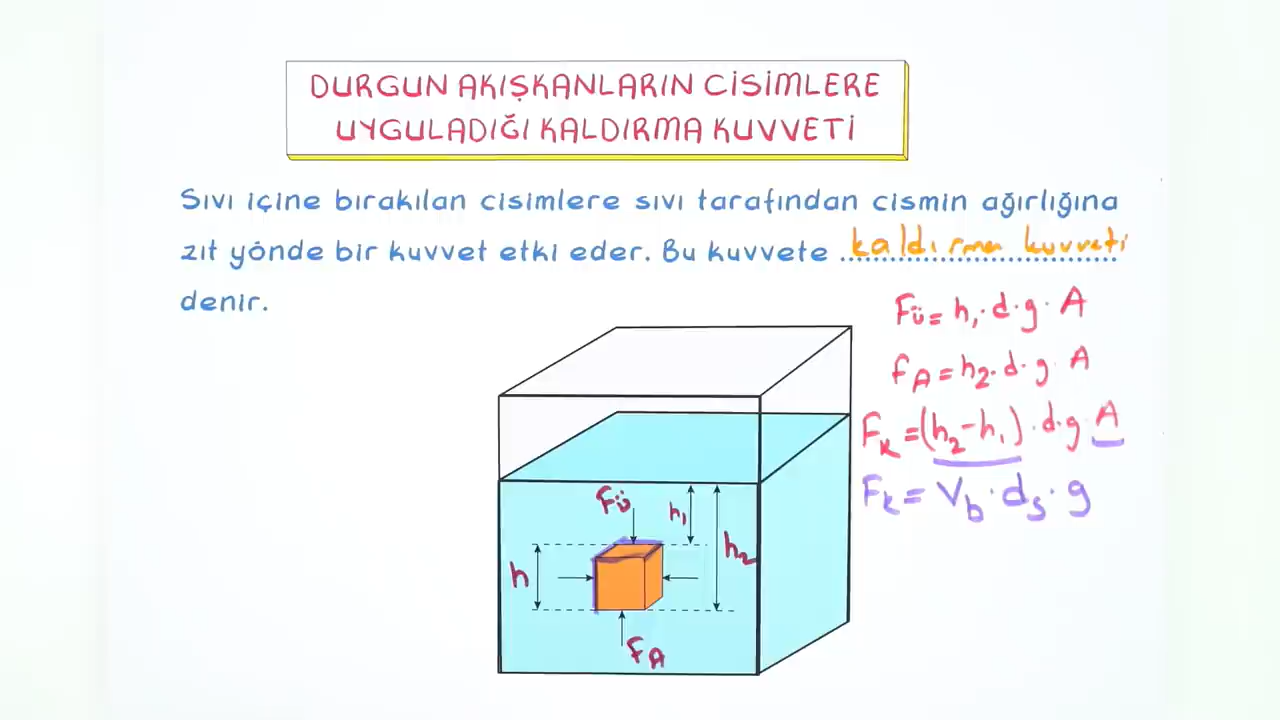 DURGUN AKIŞKANLARIN CİSİMLERE
UYGULADIĞI KALDIRMA KUVVETİ
Sıvı içine bırakılan cisimlere sıvı tarafından cismin ağırlığına
zıt yönde bir kuvvet etki eder. Bu kuvvete kaldırma kuvveti
denir.
Fü = h₁ · d · g · A
FA = h₂ · d · g · A
Fk = (h₂ - h₁) · d · g · A
Fk = Vb · ds · g
Fü
h₁
h₂
h
FA